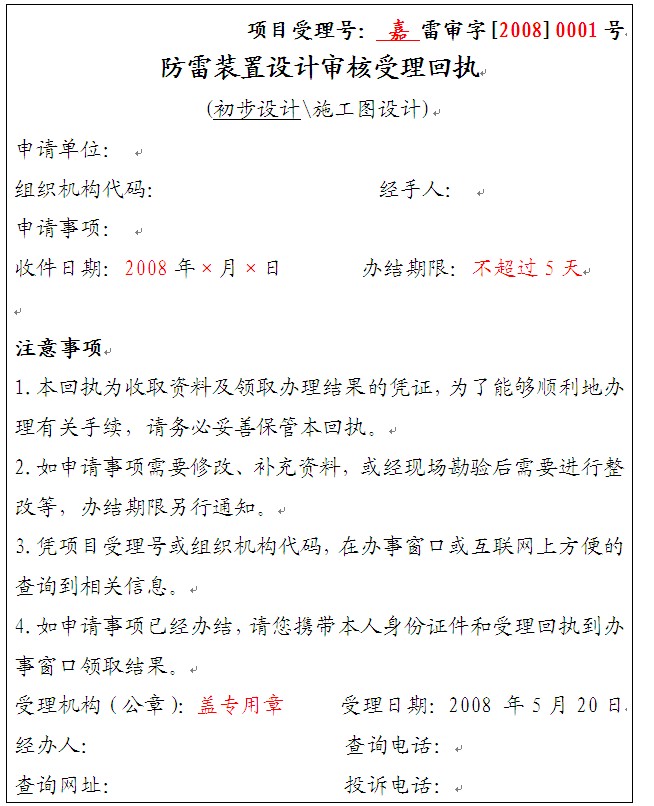 项目受理号： 嘉 雷审字[2008]0001号
防雷装置设计审核受理回执
(初步设计\施工图设计)
申请单位：
组织机构代码： 经手人：
申请事项：
收件日期：2008年×月×日 办结期限：不超过5天
注意事项
1.本回执为收取资料及领取办理结果的凭证，为了能够顺利地办
理有关手续，请务必妥善保管本回执。
2.如申请事项需要修改、补充资料，或经现场勘验后需要进行整
改等，办结期限另行通知。
3.凭项目受理号或组织机构代码，在办事窗口或互联网上方便的
查询到相关信息。
4.如申请事项已经办结，请您携带本人身份证件和受理回执到办
事窗口领取结果。
受理机构（公章）：盖专用章 受理日期：2008 年5月20日
经办人： 查询电话：
查询网址： 投诉电话：